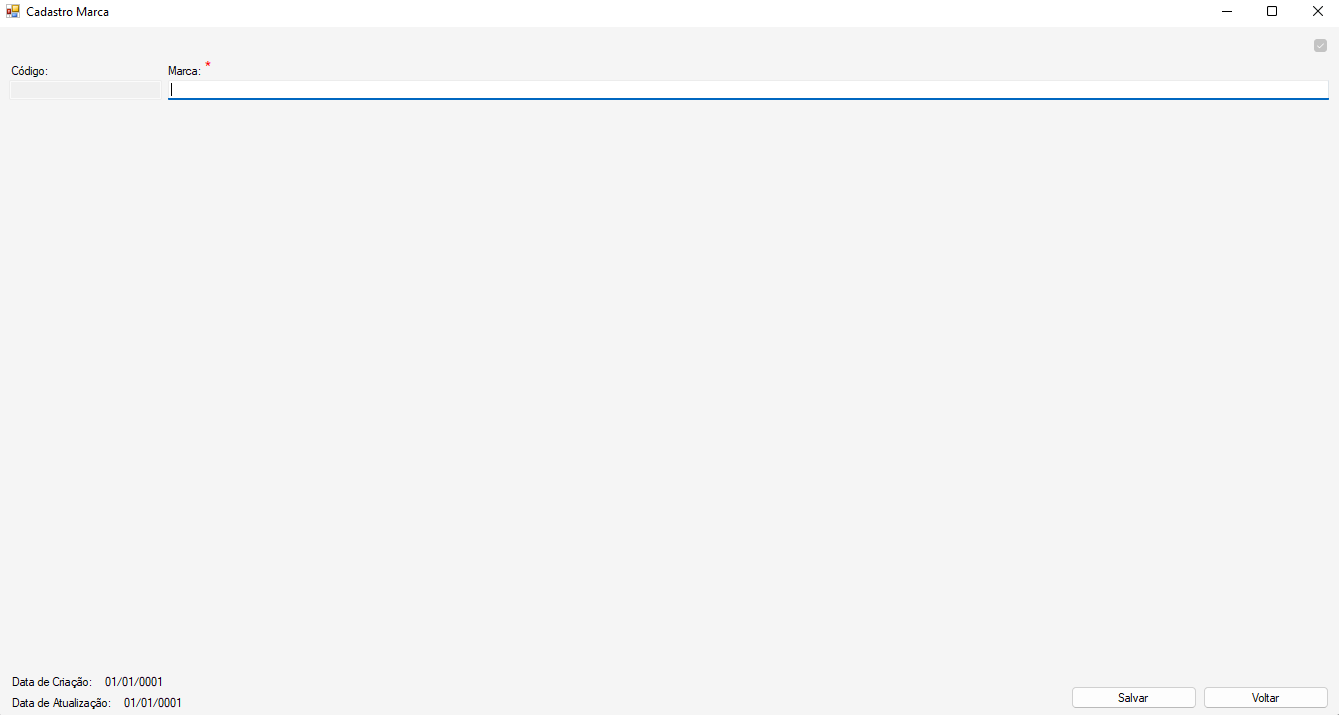 Cadastro Marca
Código:
Marca: *
Data de Criação: 01/01/0001
Data de Atualização: 01/01/0001
Salvar
Voltar